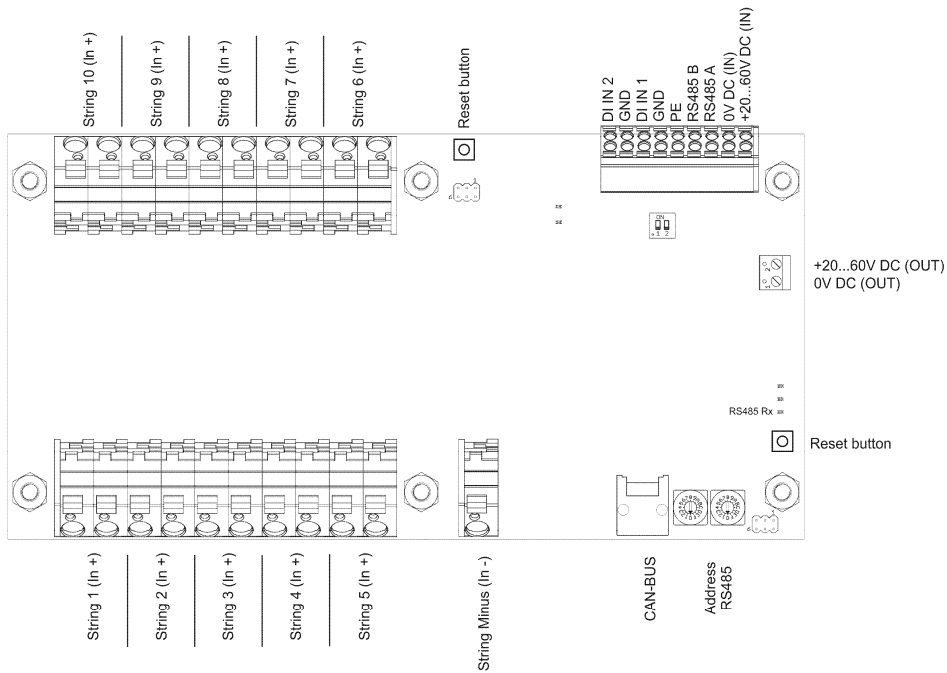 String 10 (In +)
String 9 (In +)
String 8 (In +)
String 7 (In +)
String 6 (In +)
Reset button
DI IN 2
GND
DI IN 1
GND
PE
RS485 B
RS485 A
0V DC (IN)
+20...60V DC (IN)
ON
1 2
2
1
+20...60V DC (OUT)
0V DC (OUT)
RS485 Rx
Reset button
String 1 (In +)
String 2 (In +)
String 3 (In +)
String 4 (In +)
String 5 (In +)
String Minus (In -)
CAN-BUS
Address
RS485